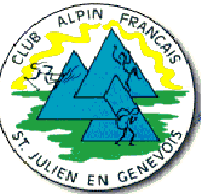 CLUB ALPIN FRANÇAIS
ST. JULIEN EN GENEVOIS